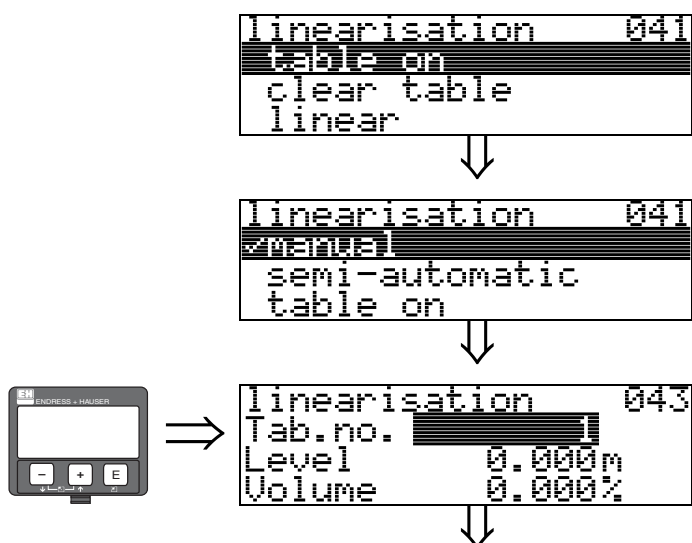 linearisation 041
table on
clear table
linear
linearisation 041
✓manual
semi-automatic
table on
EH ENDRESS + HAUSER
- + E
linearisation 043
Tab.no. 1
Level 0.000m
Volume 0.000%